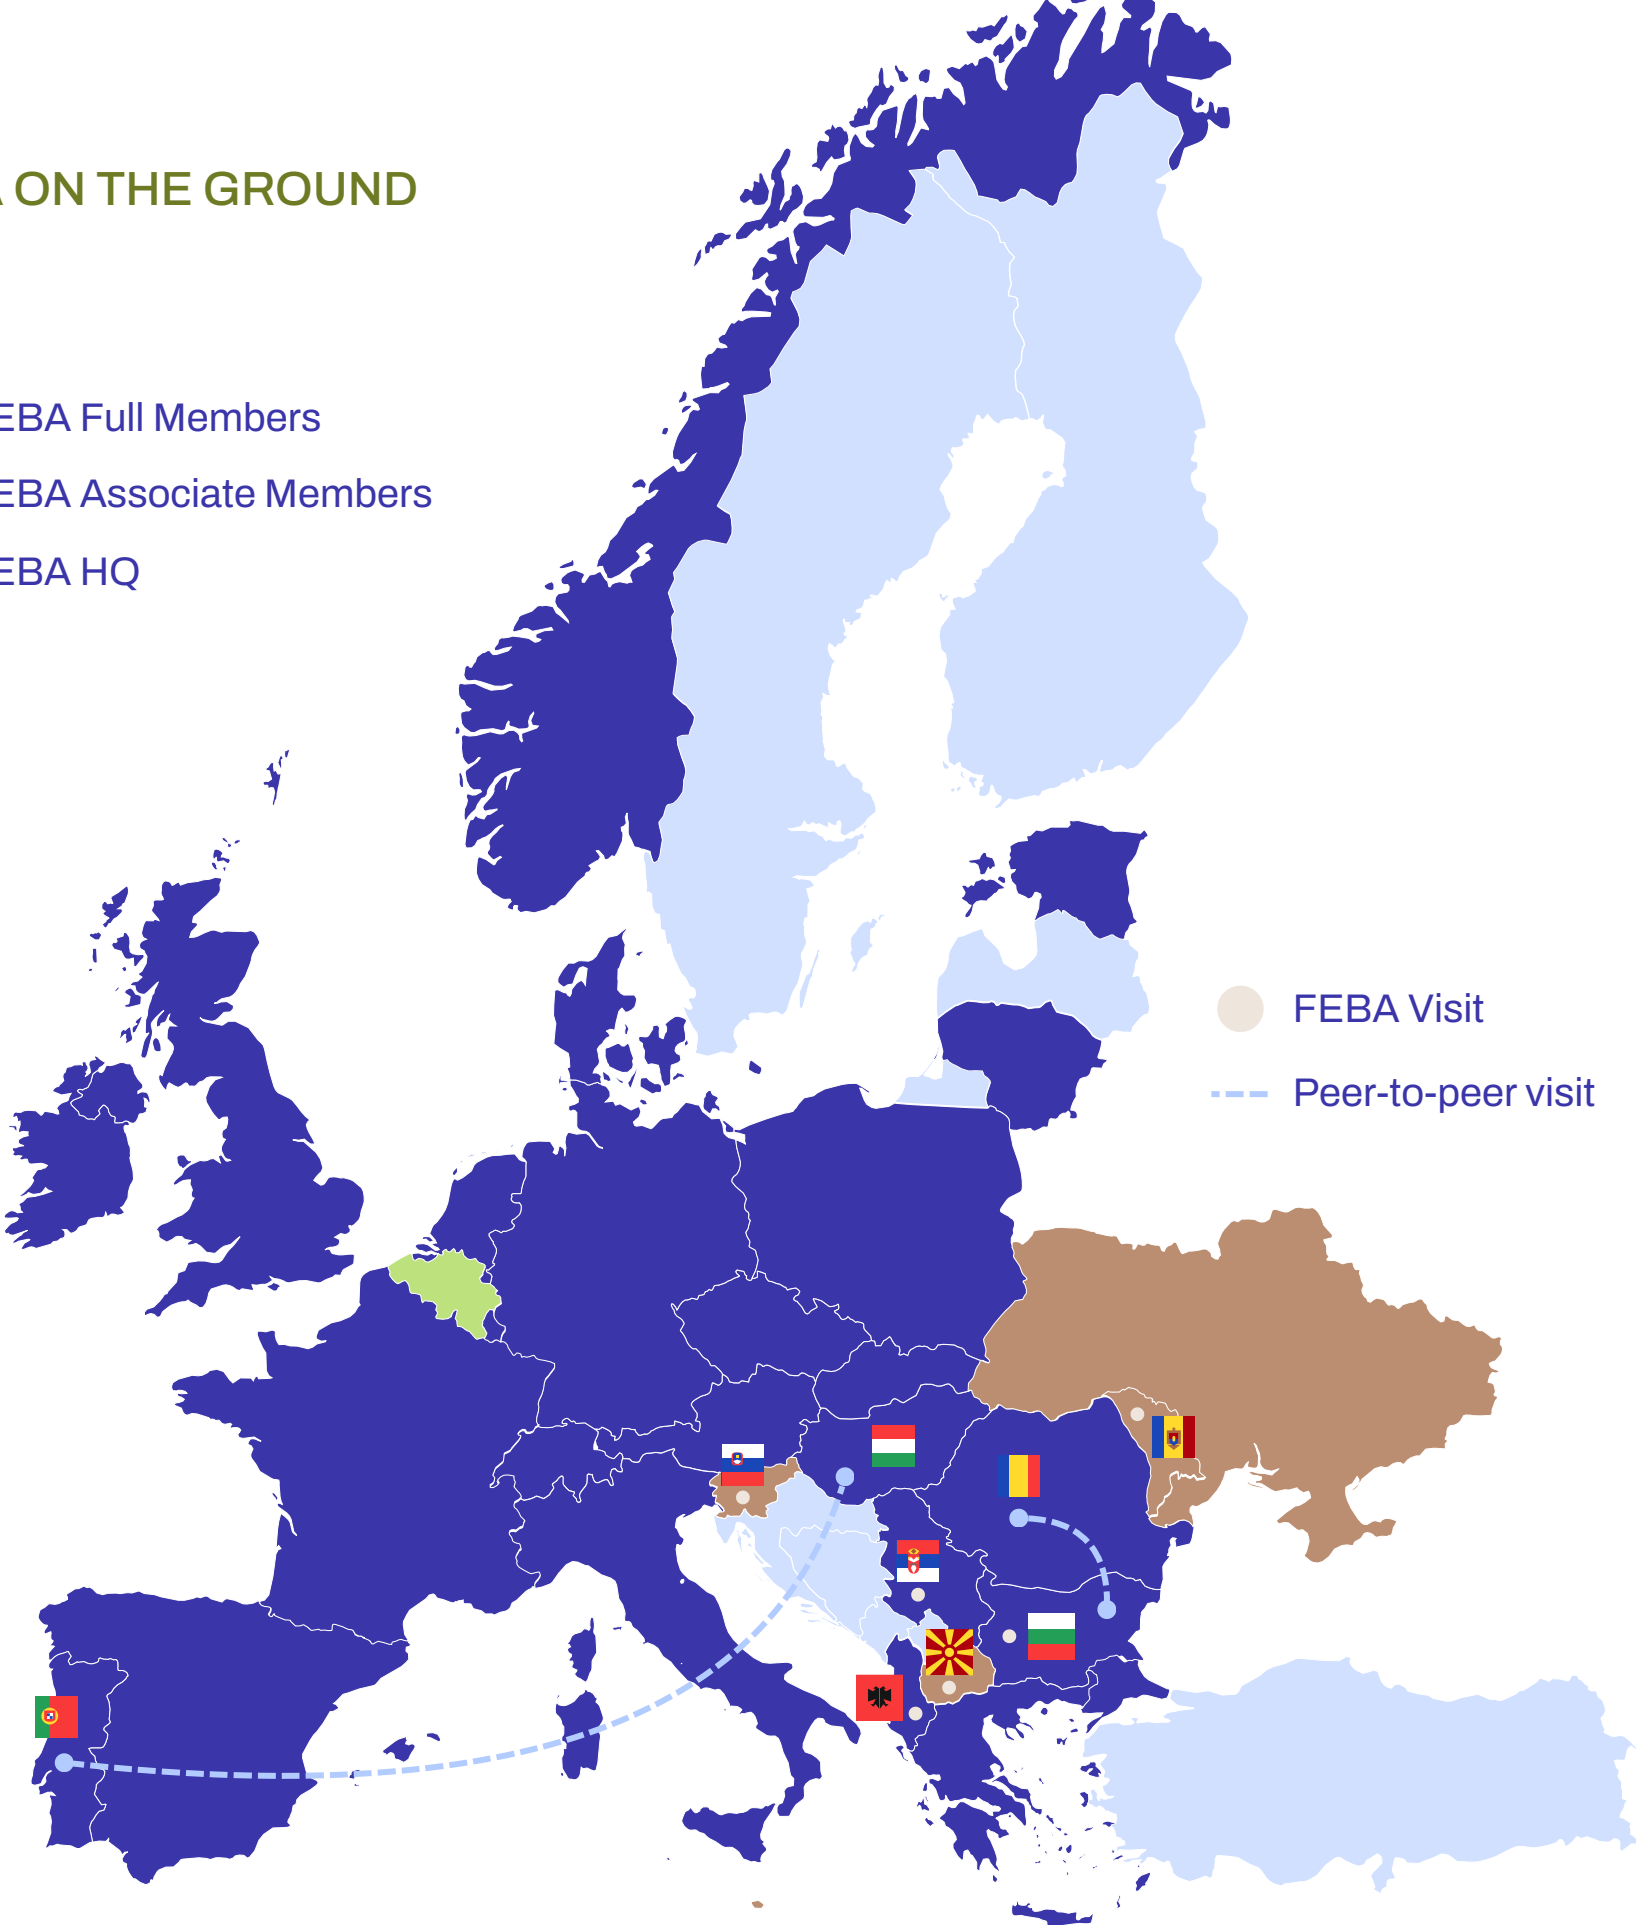 A ON THE GROUND
EBA Full Members
EBA Associate Members
EBA HQ
FEBA Visit
Peer-to-peer visit